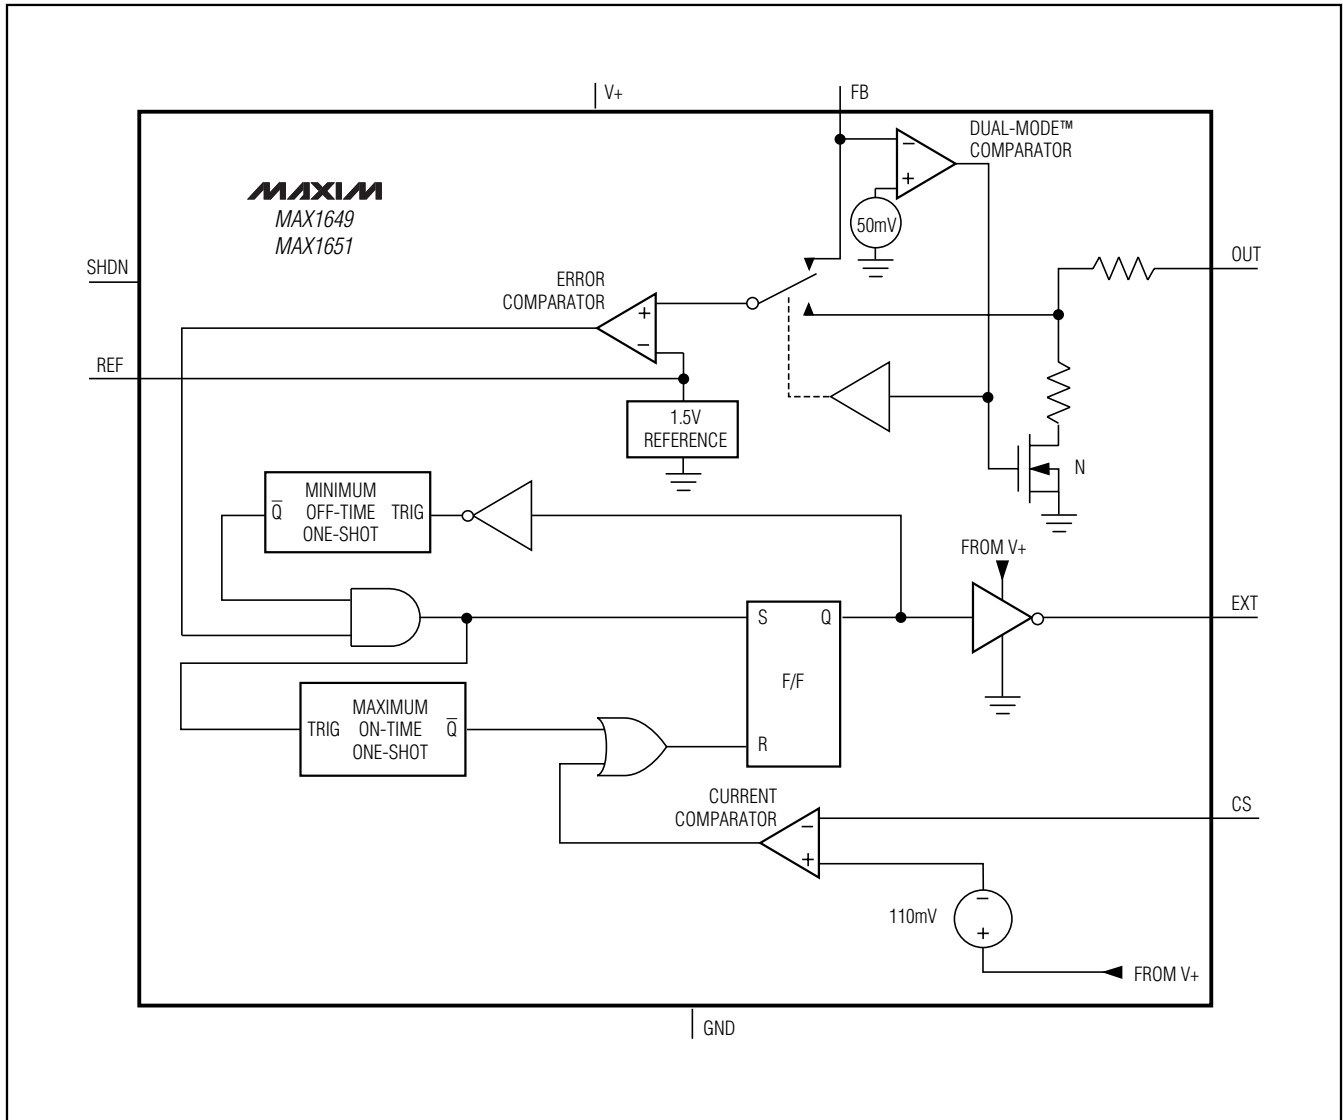 V+
FB
DUAL-MODE™
COMPARATOR
−
+
50mV
MAXIM
MAX1649
MAX1651
SHDN
OUT
ERROR
COMPARATOR
+
−
REF
1.5V
REFERENCE
N
MINIMUM
Q̅ OFF-TIME TRIG
ONE-SHOT
FROM V+
EXT
S Q
F/F
R
MAXIMUM
TRIG ON-TIME Q̅
ONE-SHOT
CURRENT
COMPARATOR
CS
−
+
110mV
−
+
FROM V+
GND